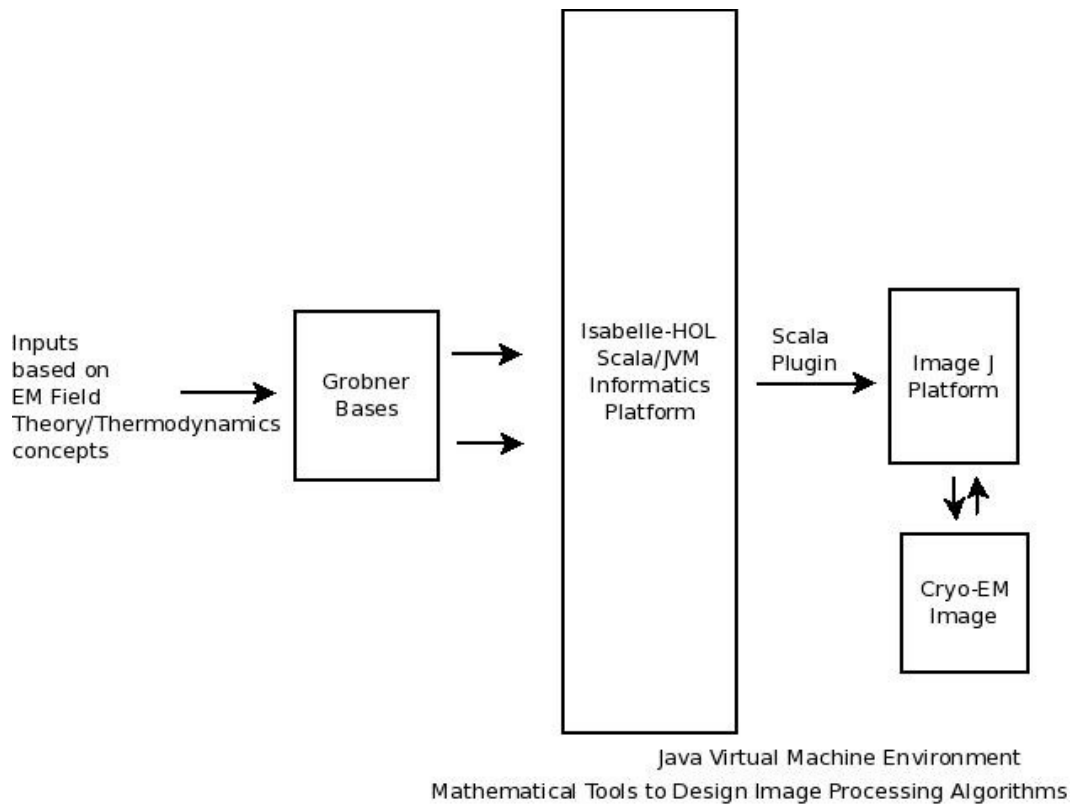 Inputs
based on
EM Field
Theory/Thermodynamics
concepts
Grobner
Bases
Isabelle-HOL
Scala/JVM
Informatics
Platform
Scala
Plugin
Image J
Platform
Cryo-EM
Image
Java Virtual Machine Environment
Mathematical Tools to Design Image Processing Algorithms